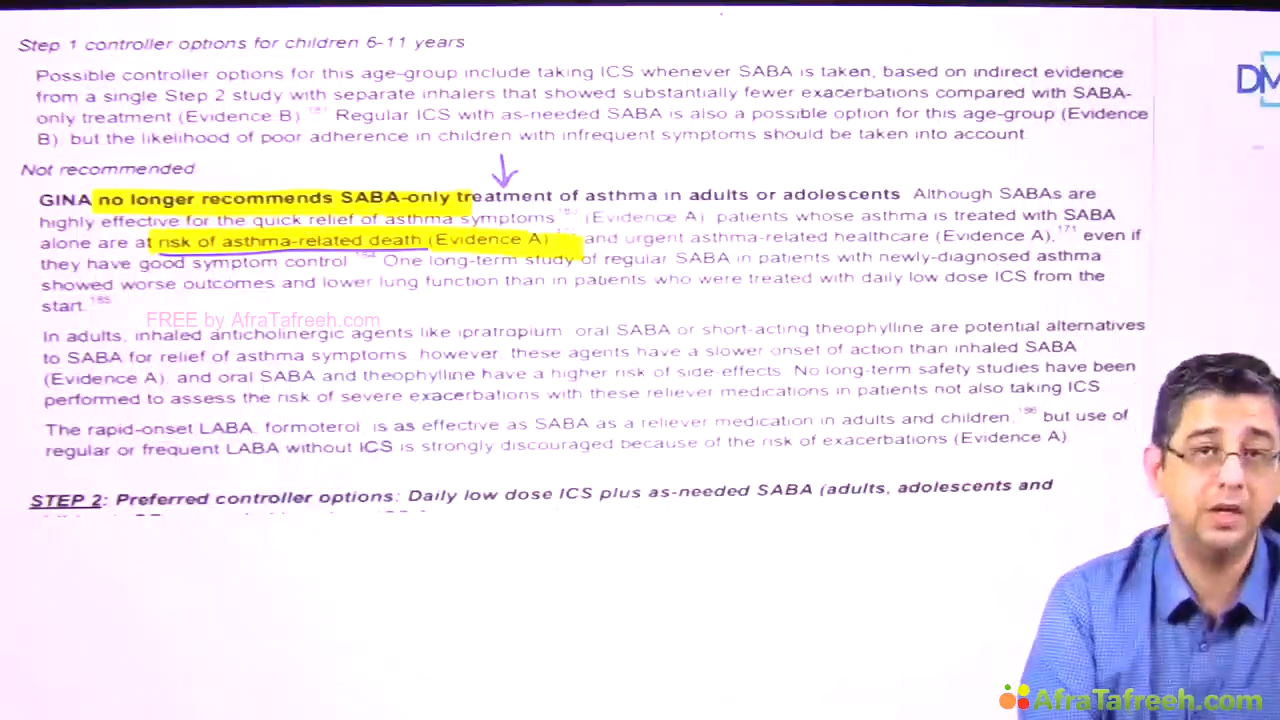 Step 1 controller options for children 6-11 years
Possible controller options for this age-group include taking ICS whenever SABA is taken, based on indirect evidence
from a single Step 2 study with separate inhalers that showed substantially fewer exacerbations compared with SABA-
only treatment (Evidence B) Regular ICS with as-needed SABA is also a possible option for this age-group (Evidence
B) but the likelihood of poor adherence in children with infrequent symptoms should be taken into account
Not recommended
GINA no longer recommends SABA-only treatment of asthma in adults or adolescents Although SABAs are
highly effective for the quick relief of asthma symptoms (Evidence A) patients whose asthma is treated with SABA
alone are at risk of asthma-related death (Evidence A) and urgent asthma-related healthcare (Evidence A), 171 even if
they have good symptom control One long-term study of regular SABA in patients with newly-diagnosed asthma
showed worse outcomes and lower lung function than in patients who were treated with daily low dose ICS from the
start. 185
FREE by AfraTafreeh.com
In adults, inhaled anticholinergic agents like ipratropium, oral SABA or short-acting theophylline are potential alternatives
to SABA for relief of asthma symptoms however, these agents have a slower onset of action than inhaled SABA
(Evidence A), and oral SABA and theophylline have a higher risk of side-effects No long-term safety studies have been
performed to assess the risk of severe exacerbations with these reliever medications in patients not also taking ICS
The rapid-onset LABA, formoterol, is as effective as SABA as a reliever medication in adults and children, 186 but use of
regular or frequent LABA without ICS is strongly discouraged because of the risk of exacerbations (Evidence A)
STEP 2: Preferred controller options: Daily low dose ICS plus as-needed SABA (adults, adolescents and
DM
AfraTafreeh.com